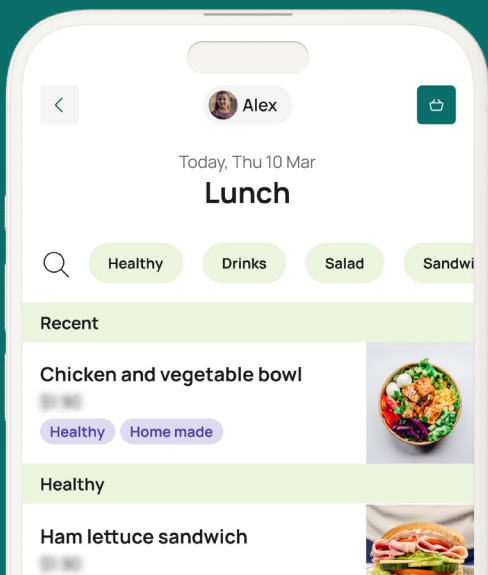 Alex
Today, Thu 10 Mar
Lunch
Healthy Drinks Salad Sandwi
Recent
Chicken and vegetable bowl
Healthy Home made
Healthy
Ham lettuce sandwich